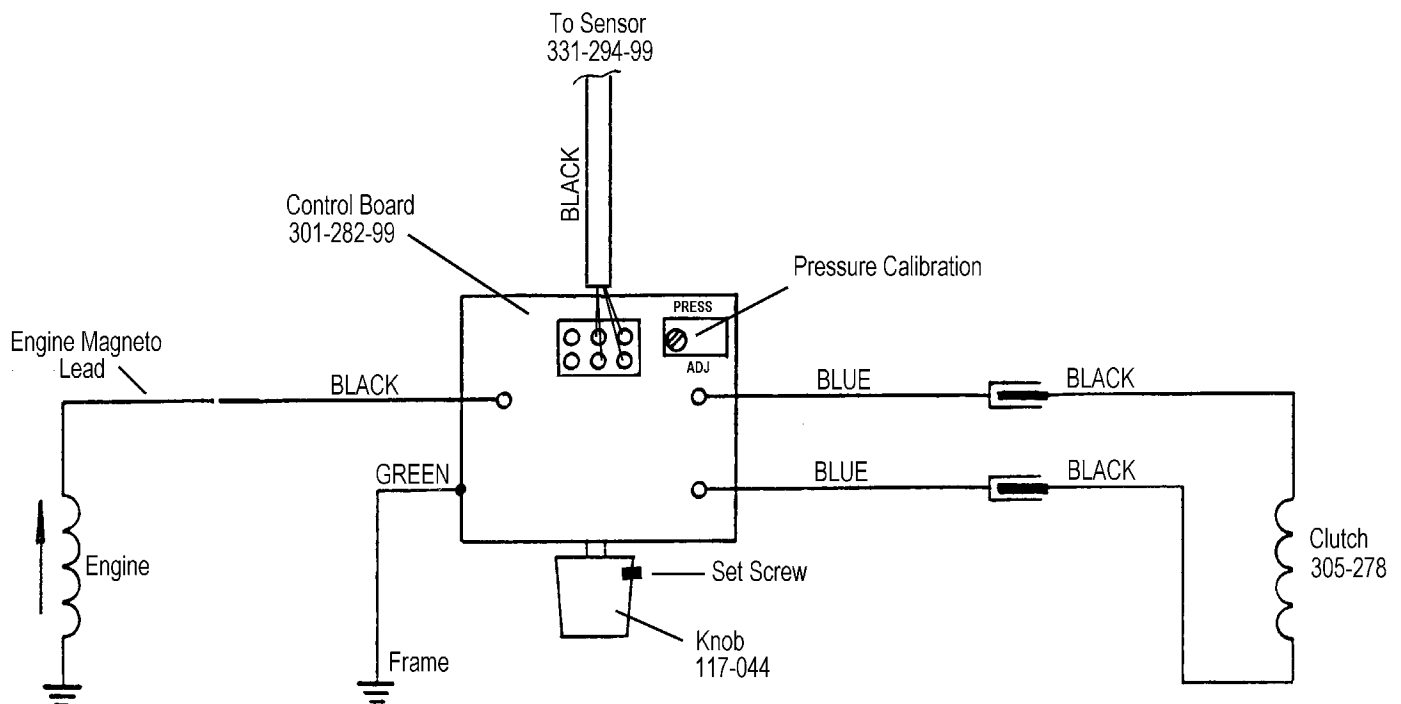 To Sensor
331-294-99
BLACK
Control Board
301-282-99
Pressure Calibration
PRESS
ADJ
Engine Magneto
Lead
BLACK
BLUE
BLACK
GREEN
BLUE
BLACK
Engine
Set Screw
Clutch
305-278
Frame
Knob
117-044